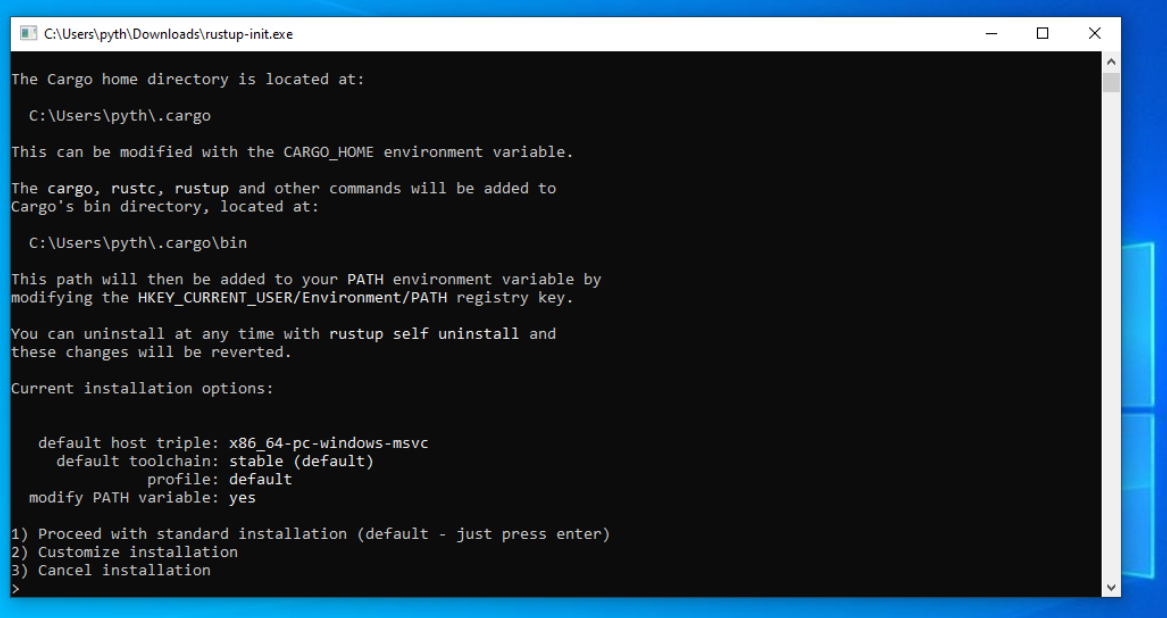 C:\Users\pyth\Downloads\rustup-init.exe
The Cargo home directory is located at:
C:\Users\pyth\.cargo
This can be modified with the CARGO_HOME environment variable.
The cargo, rustc, rustup and other commands will be added to
Cargo's bin directory, located at:
C:\Users\pyth\.cargo\bin
This path will then be added to your PATH environment variable by
modifying the HKEY_CURRENT_USER/Environment/PATH registry key.
You can uninstall at any time with rustup self uninstall and
these changes will be reverted.
Current installation options:
default host triple: x86_64-pc-windows-msvc
default toolchain: stable (default)
profile: default
modify PATH variable: yes
1) Proceed with standard installation (default - just press enter)
2) Customize installation
3) Cancel installation
>